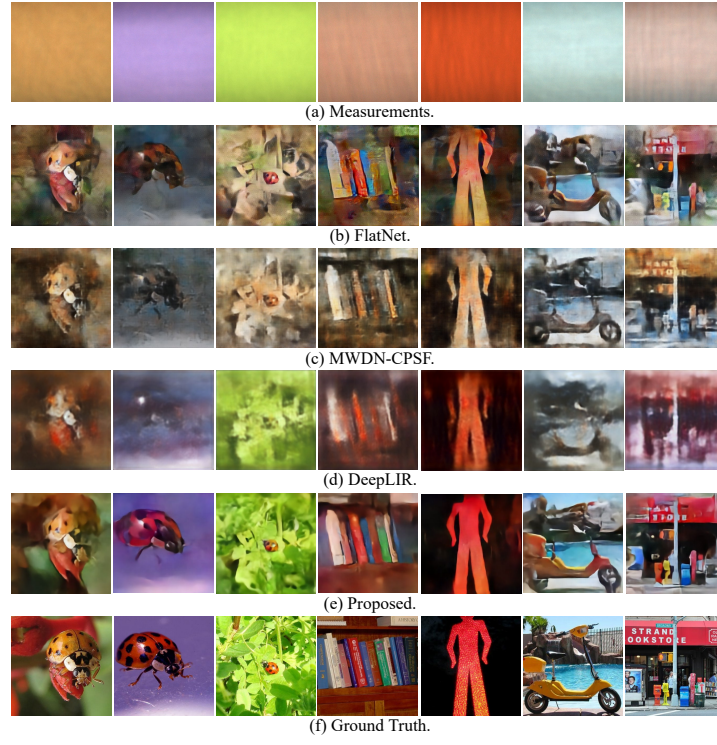 (a) Measurements.
(b) FlatNet.
(c) MWDN-CPSF.
(d) DeepLIR.
(e) Proposed.
STRAND
OOKSTORE
(f) Ground Truth.